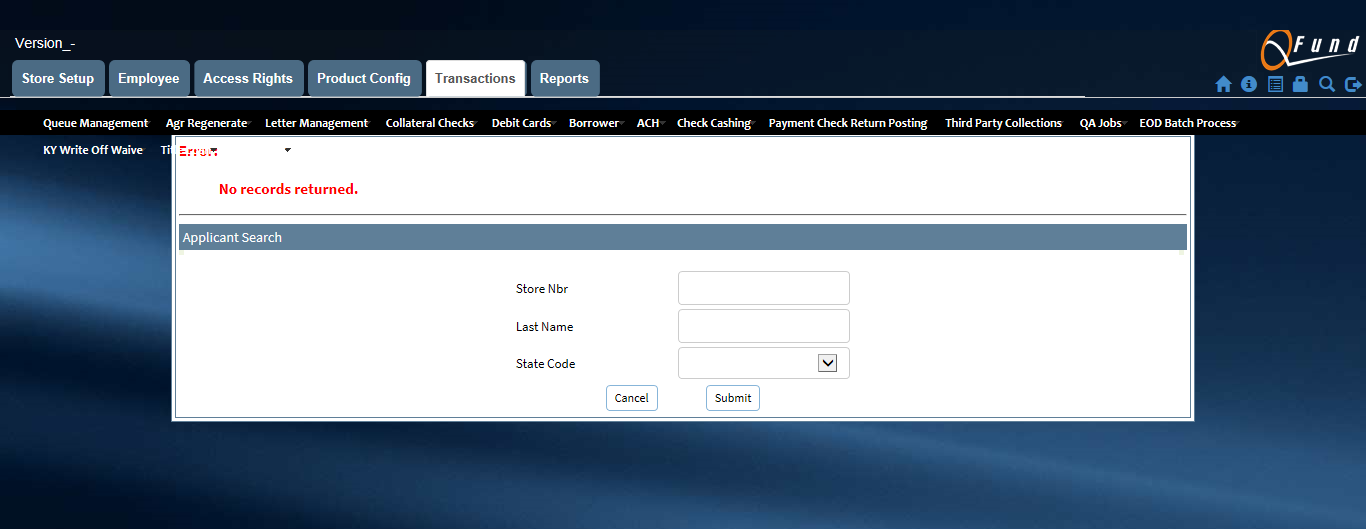 Version_-
QFund
Store Setup Employee Access Rights Product Config Transactions Reports
Queue Management Agr Regenerate Letter Management Collateral Checks Debit Cards Borrower ACH Check Cashing Payment Check Return Posting Third Party Collections QA Jobs EOD Batch Process
KY Write Off Waive
Error:
No records returned.
Applicant Search
Store Nbr
Last Name
State Code
Cancel Submit